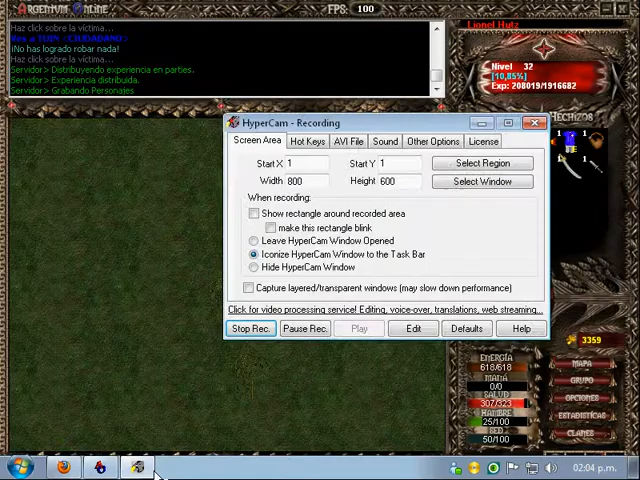 ARGENTUM ONLINE
FPS: 100
Haz click sobre la víctima...
¡No has logrado robar nada!
Haz click sobre la víctima...
Servidor> Distribuyendo experiencia en parties.
Servidor> Experiencia distribuida.
Servidor> Grabando Personajes
Lionel Hutz
Nivel 32
[10,85%]
Exp: 208019/1916682
HECHIZOS
HyperCam - Recording
Screen Area
Hot Keys
AVI File
Sound
Other Options
License
Start X 1
Start Y 1
Select Region
Width 800
Height 600
Select Window
When recording:
Show rectangle around recorded area
make this rectangle blink
Leave HyperCam Window Opened
Iconize HyperCam Window to the Task Bar
Hide HyperCam Window
Capture layered/transparent windows (may slow down performance)
Click for video processing service! Editing, voice-over, translations, web streaming...
Stop Rec.
Pause Rec.
Play
Edit
Defaults
Help
3359
ENERGÍA
618/618
MANÁ
0/0
SALUD
307/323
HAMBRE
25/100
SED
50/100
MAPA
GRUPO
OPCIONES
ESTADISTICAS
CLANES
02:04 p.m.